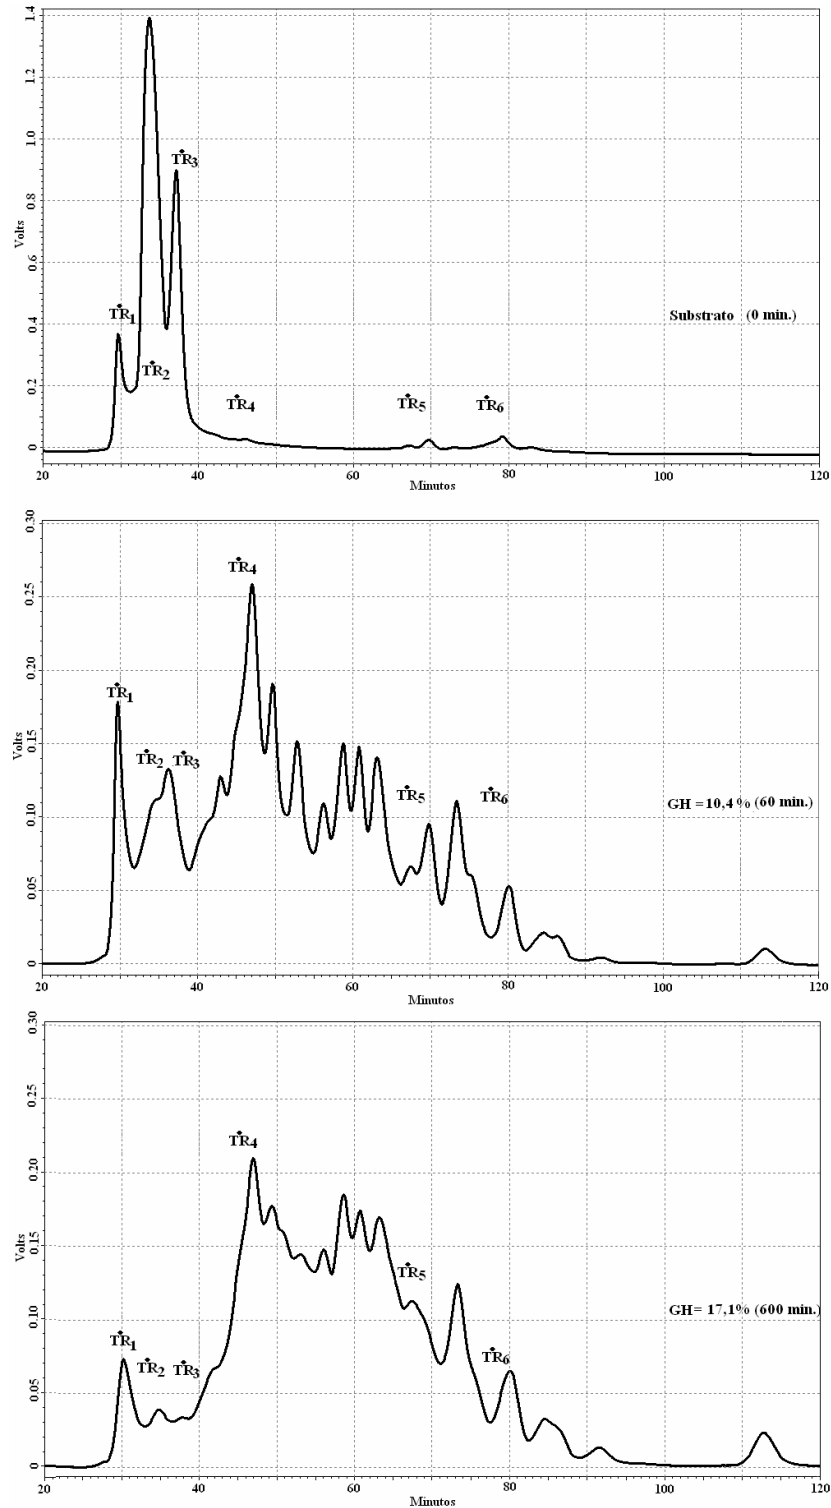 1.4
1.2
1.0
0.8
0.6
0.4
0.2
0
Volts
TR3
TR1
TR2
TR4
TR5
TR6
Substrato (0 min.)
20 40 60 80 100 120
Minutos
0.30
0.25
0.20
0.15
0.10
0.05
0
Volts
TR4
TR1
TR2
TR3
TR5
TR6
GH = 10,4% (60 min.)
20 40 60 80 100 120
Minutos
0.30
0.25
0.20
0.15
0.10
0.05
0
Volts
TR4
TR5
TR1
TR2
TR3
TR6
GH= 17,1% (600 min.)
20 40 60 80 100 120
Minutos